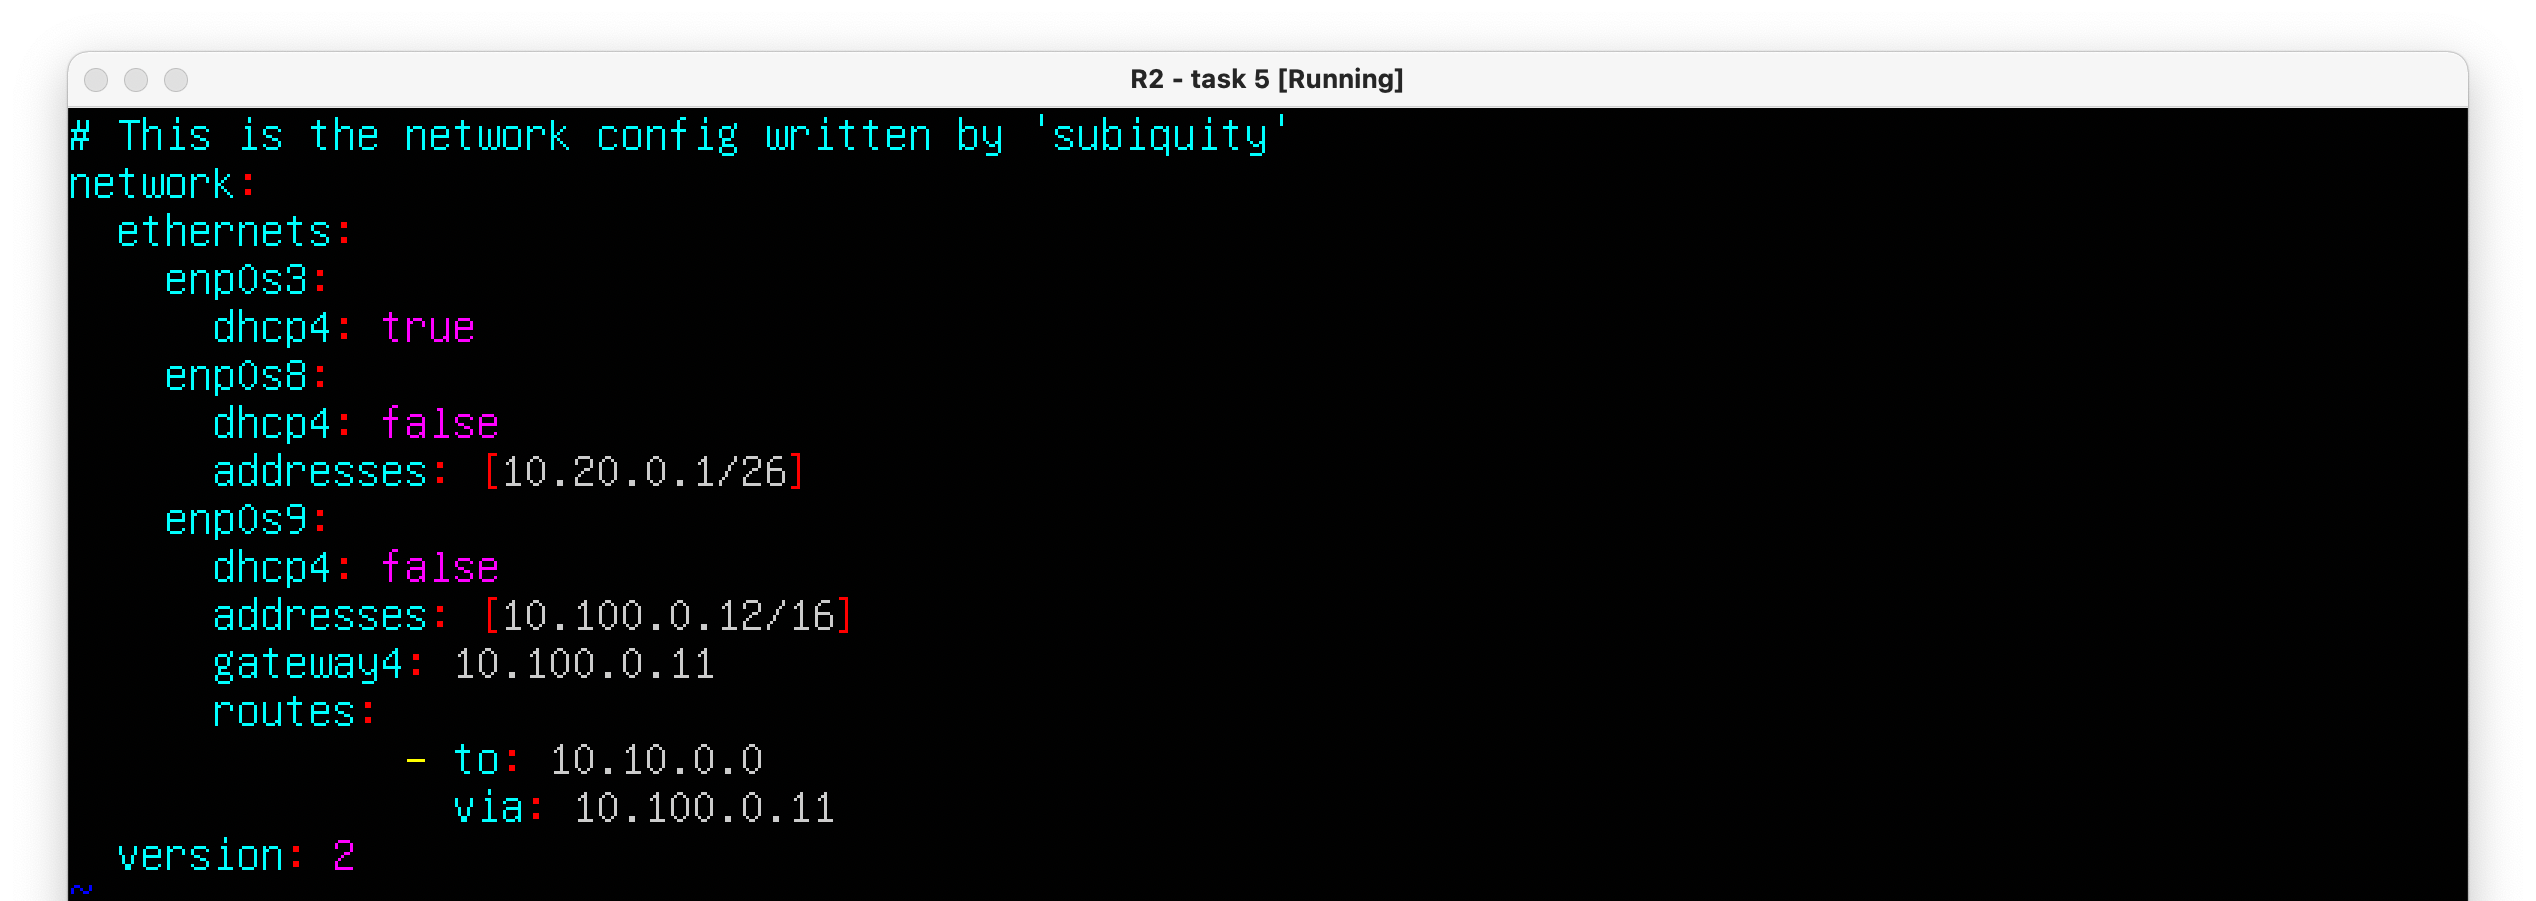 R2 - task 5 [Running]
# This is the network config written by 'subiquity'
network:
  ethernets:
    enp0s3:
      dhcp4: true
    enp0s8:
      dhcp4: false
      addresses: [10.20.0.1/26]
    enp0s9:
      dhcp4: false
      addresses: [10.100.0.12/16]
      gateway4: 10.100.0.11
      routes:
              - to: 10.10.0.0
                via: 10.100.0.11
  version: 2
~